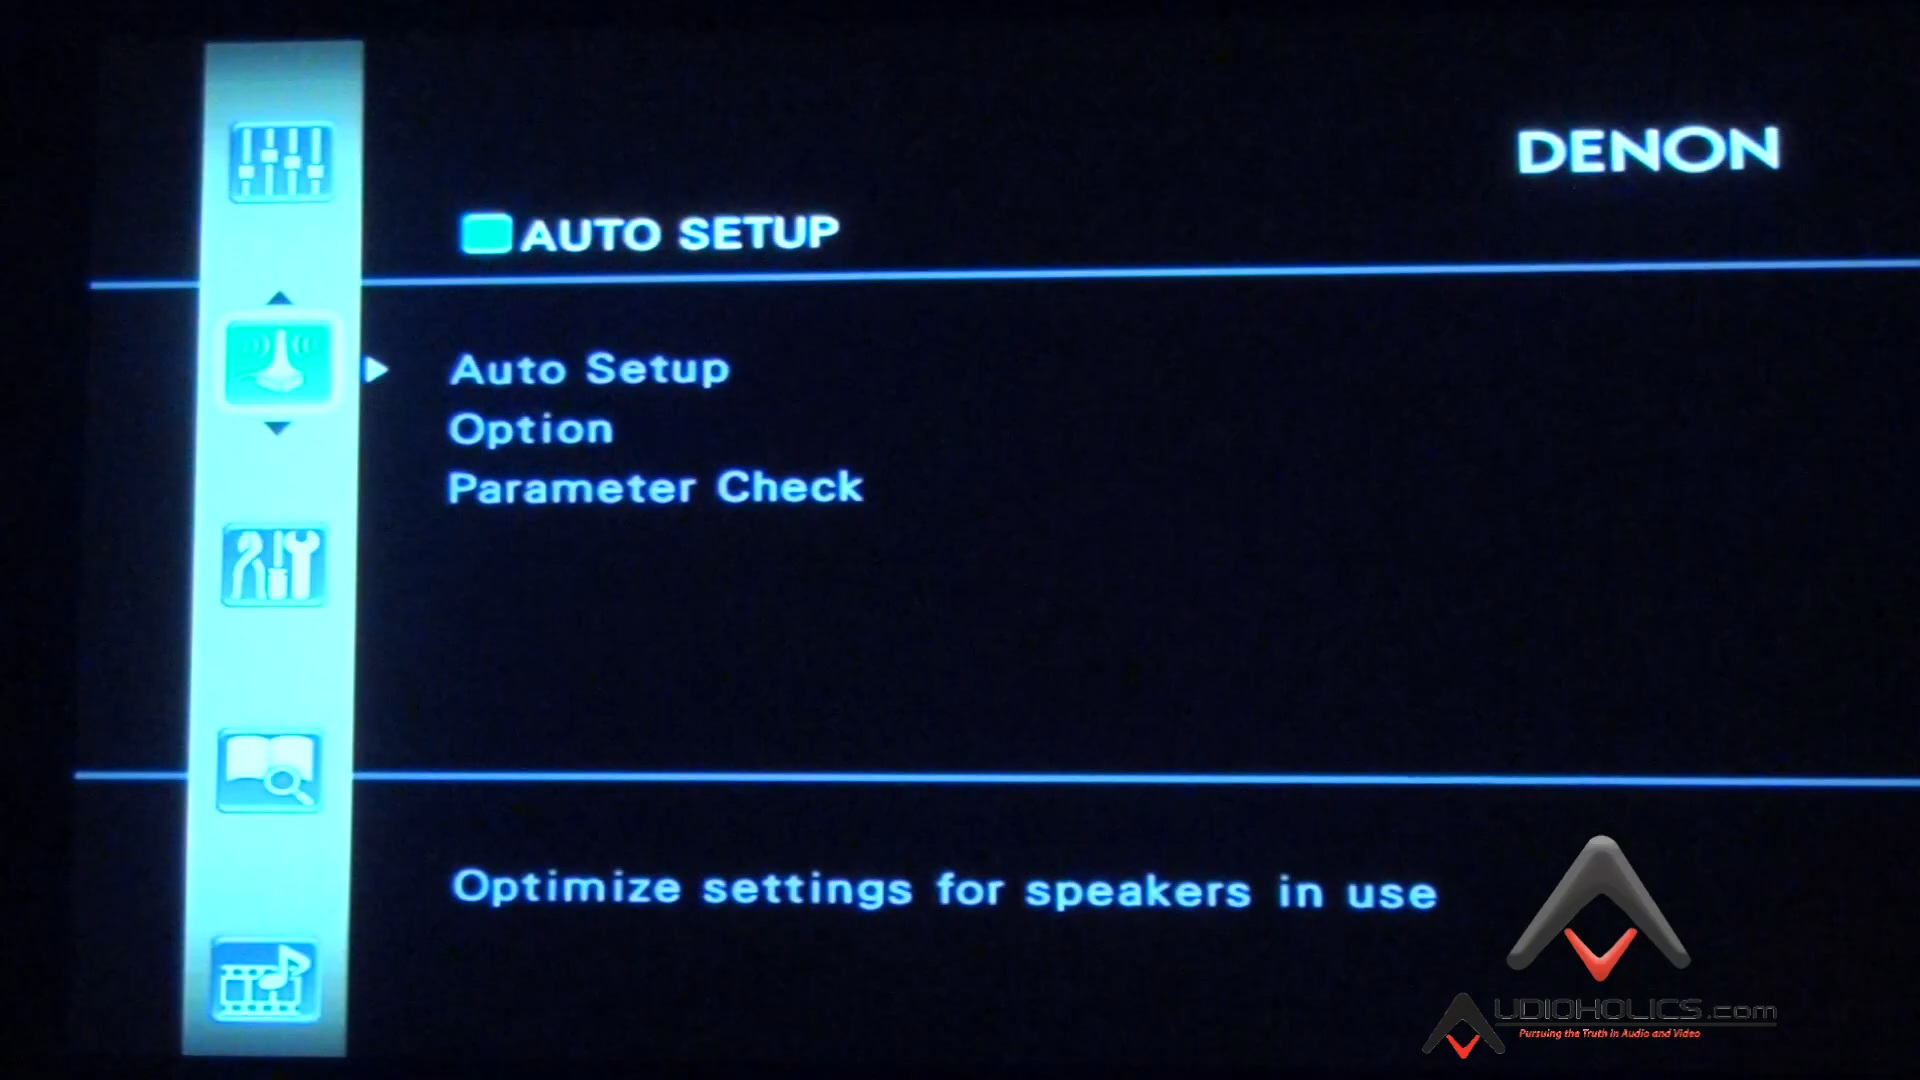 DENON
AUTO SETUP
Auto Setup
Option
Parameter Check
Optimize settings for speakers in use
AUDIOHOLICS.com
Pursuing the Truth in Audio and Video